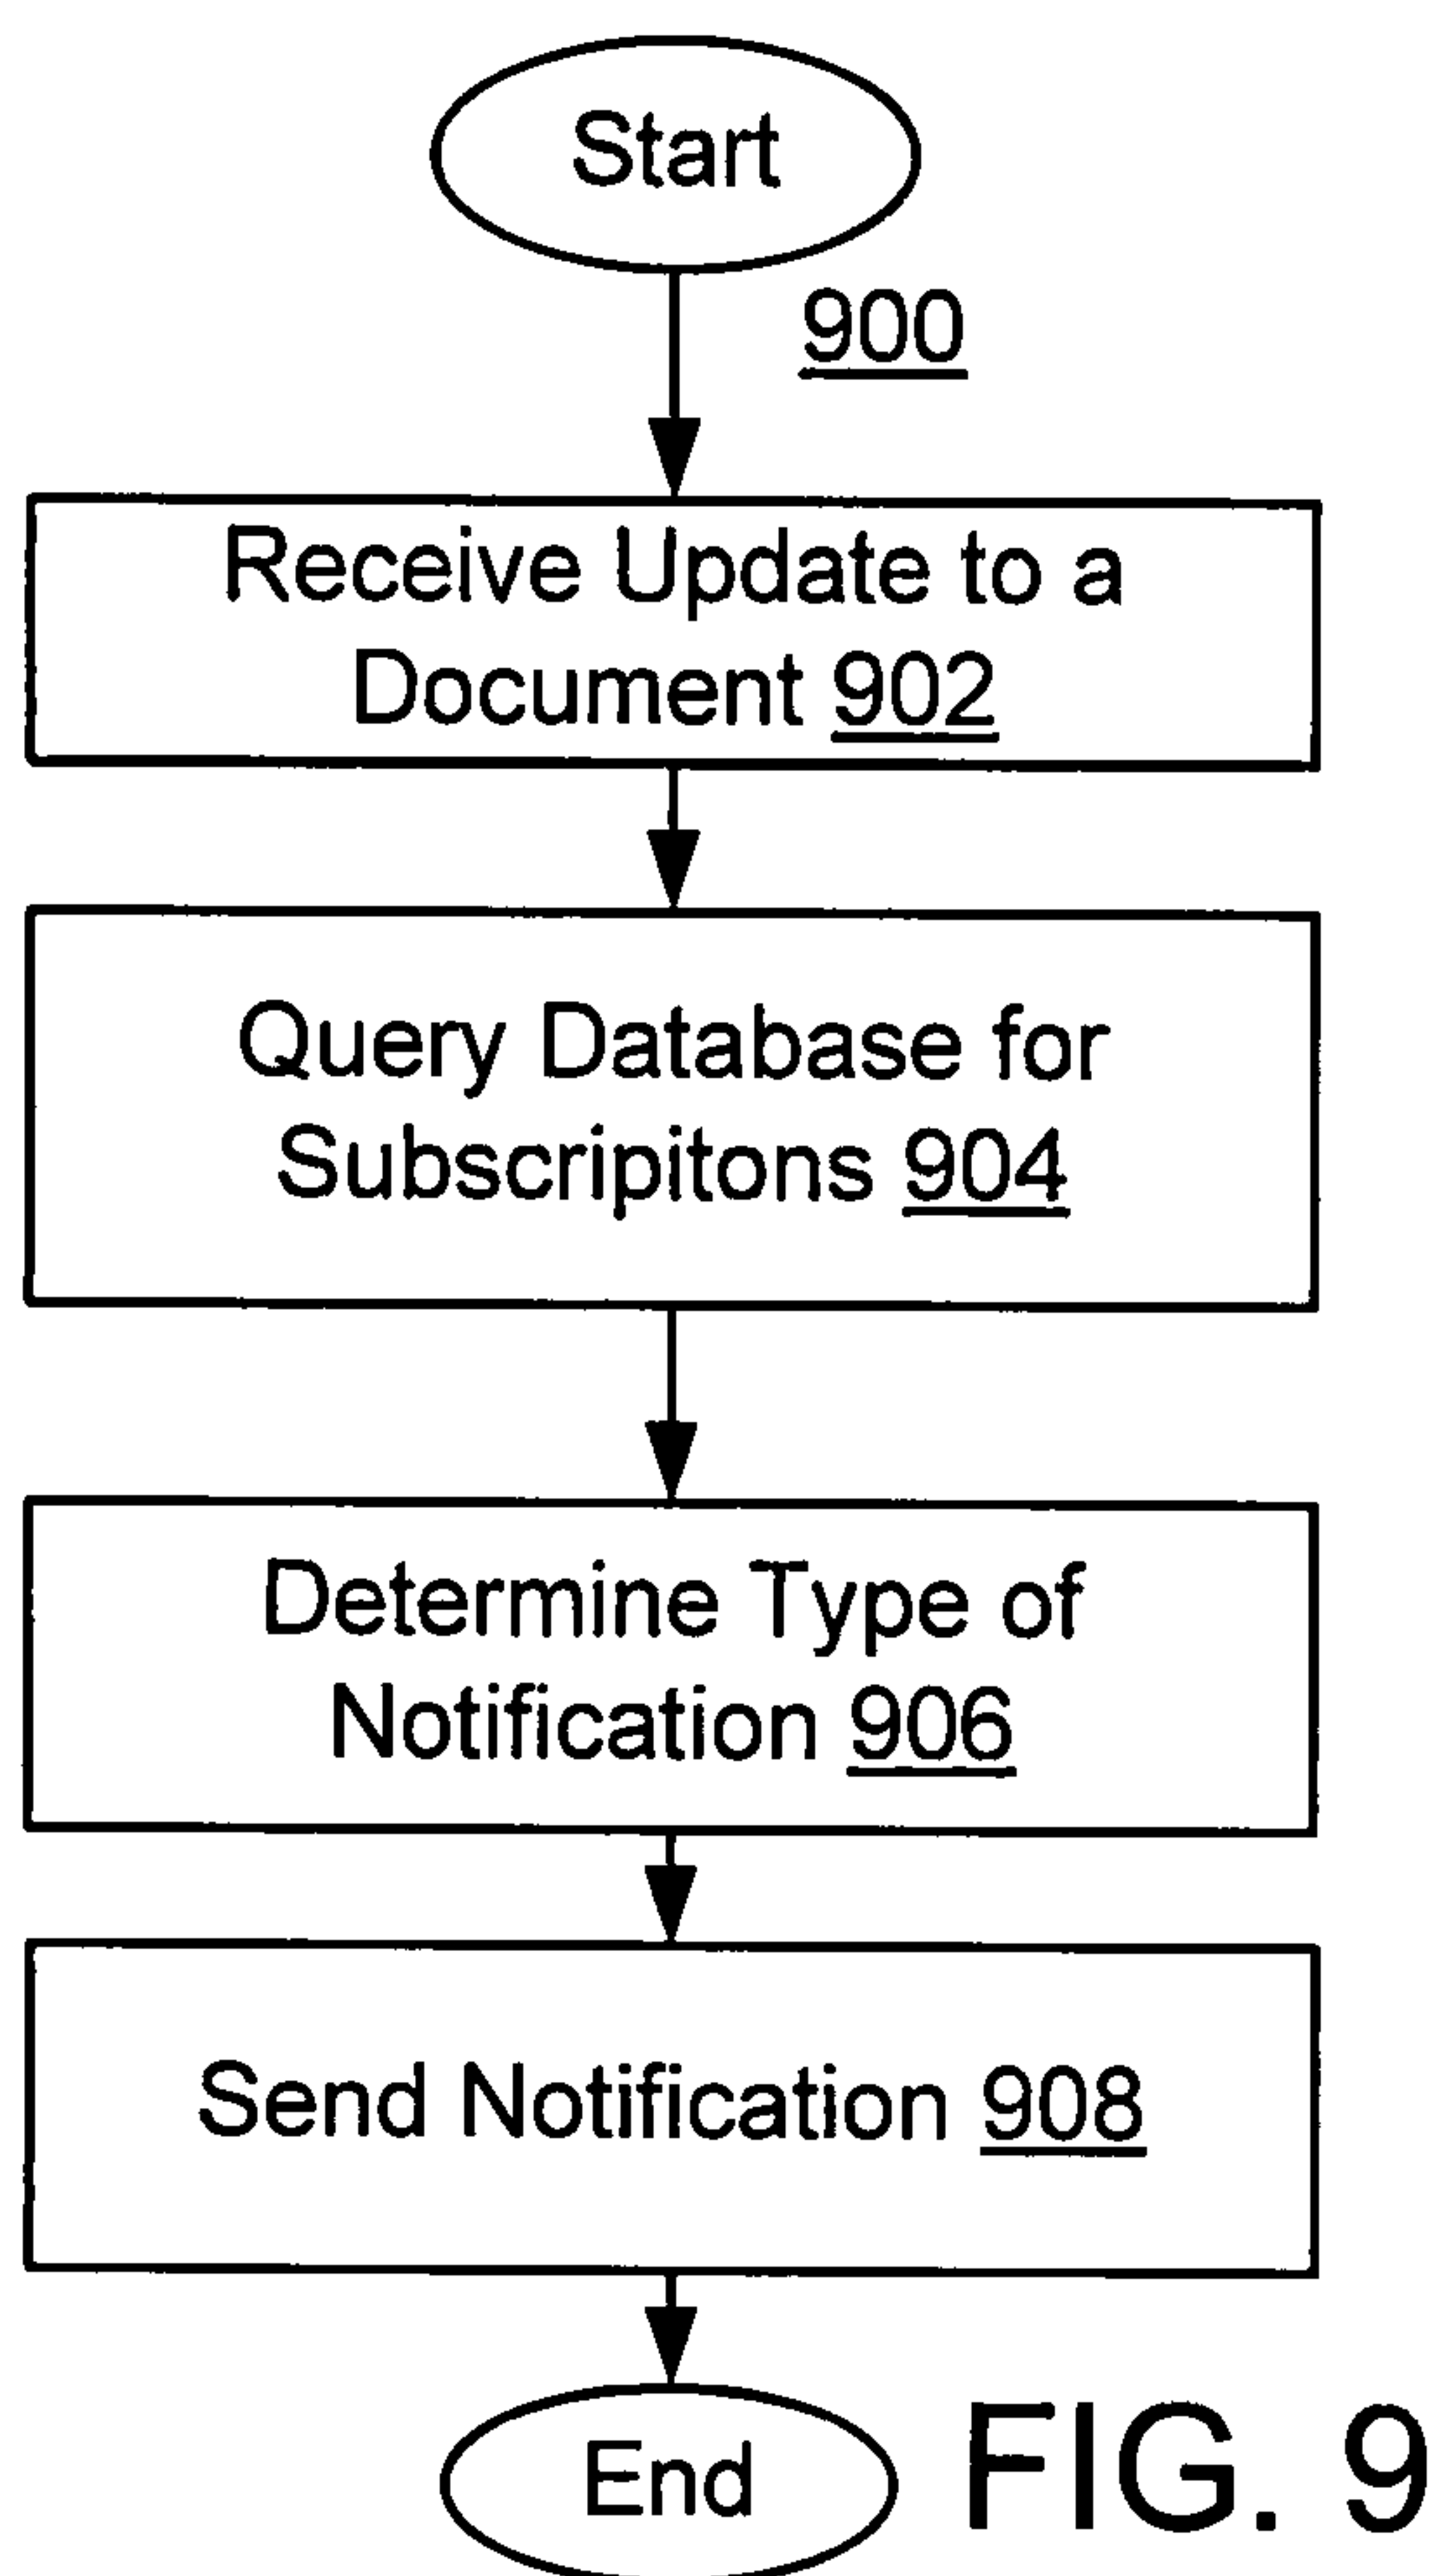 Start
900
Receive Update to a
Document 902
Query Database for
Subscripitons 904
Determine Type of
Notification 906
Send Notification 908
End
FIG. 9